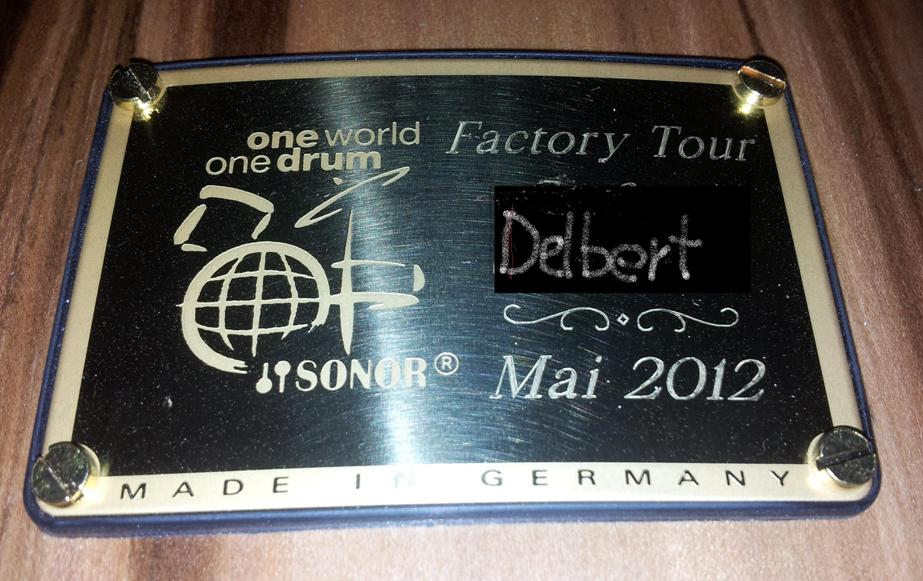 one world
one drum
SONOR®
Factory Tour
Delbert
Mai 2012
MADE IN GERMANY